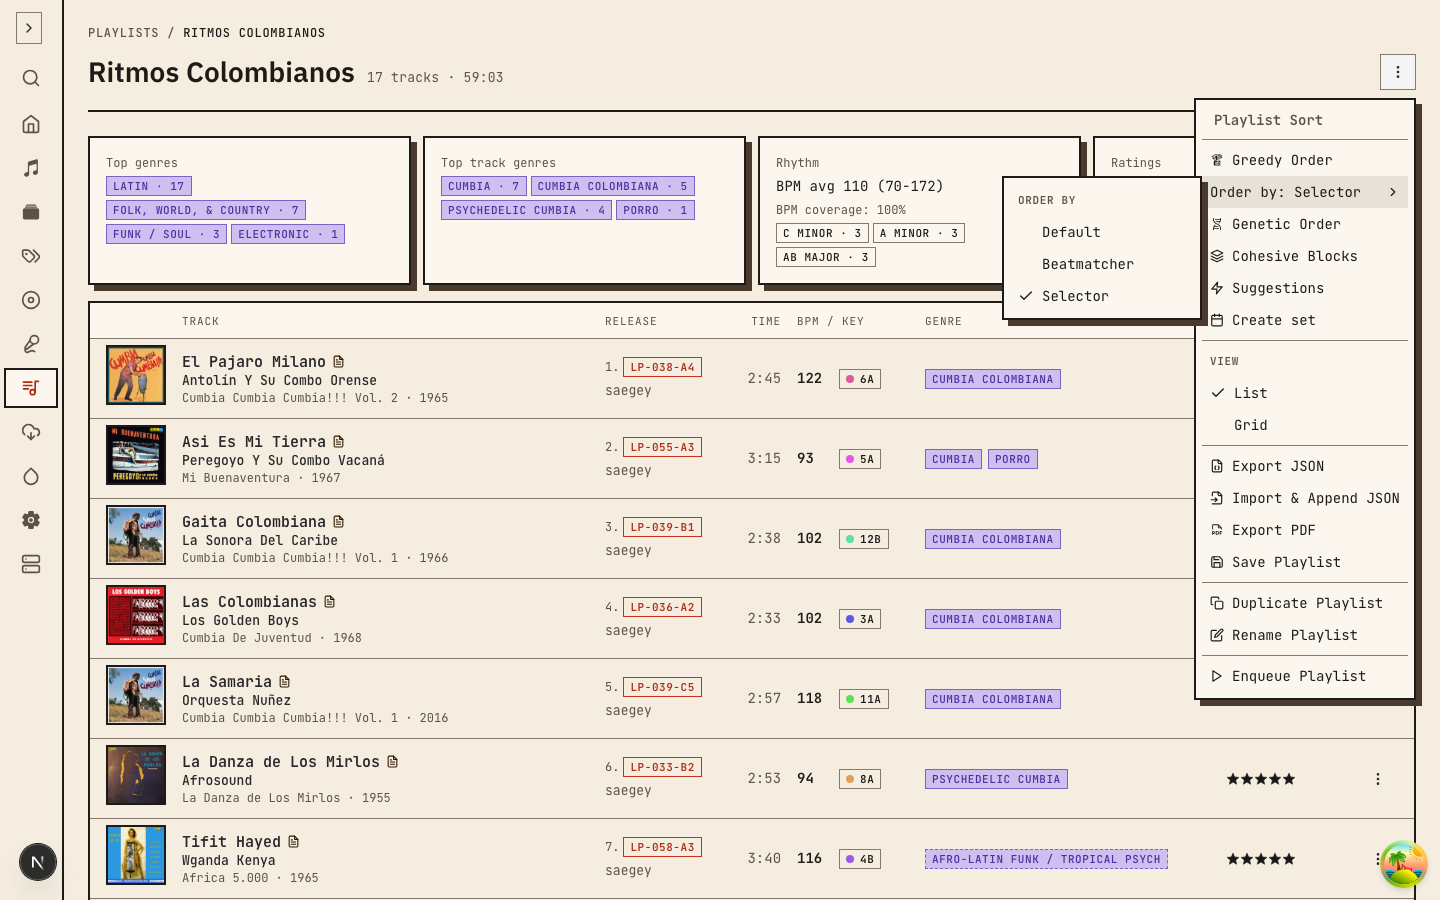 PLAYLISTS / RITMOS COLOMBIANOS
Ritmos Colombianos 17 tracks · 59:03
Top genres
LATIN · 17
FOLK, WORLD, & COUNTRY · 7
FUNK / SOUL · 3 ELECTRONIC · 1
Top track genres
CUMBIA · 7 CUMBIA COLOMBIANA · 5
PSYCHEDELIC CUMBIA · 4 PORRO · 1
Rhythm
BPM avg 110 (70-172)
BPM coverage: 100%
C MINOR · 3 A MINOR · 3
AB MAJOR · 3
Ratings
ORDER BY
Default
Beatmatcher
Selector
Playlist Sort
Greedy Order
Order by: Selector
Genetic Order
Cohesive Blocks
Suggestions
Create set
VIEW
List
Grid
Export JSON
Import & Append JSON
Export PDF
Save Playlist
Duplicate Playlist
Rename Playlist
Enqueue Playlist
TRACK RELEASE TIME BPM / KEY GENRE
El Pajaro Milano
Antolín Y Su Combo Orense
Cumbia Cumbia Cumbia!!! Vol. 2 · 1965
1. LP-038-A4
saegey
2:45 122 6A CUMBIA COLOMBIANA
Asi Es Mi Tierra
Peregoyo Y Su Combo Vacaná
Mi Buenaventura · 1967
2. LP-055-A3
saegey
3:15 93 5A CUMBIA PORRO
Gaita Colombiana
La Sonora Del Caribe
Cumbia Cumbia Cumbia!!! Vol. 1 · 1966
3. LP-039-B1
saegey
2:38 102 12B CUMBIA COLOMBIANA
Las Colombianas
Los Golden Boys
Cumbia De Juventud · 1968
4. LP-036-A2
saegey
2:33 102 3A CUMBIA COLOMBIANA
La Samaria
Orquesta Nuñez
Cumbia Cumbia Cumbia!!! Vol. 1 · 2016
5. LP-039-C5
saegey
2:57 118 11A CUMBIA COLOMBIANA
La Danza de Los Mirlos
Afrosound
La Danza de Los Mirlos · 1955
6. LP-033-B2
saegey
2:53 94 8A PSYCHEDELIC CUMBIA
Tifit Hayed
Wganda Kenya
Africa 5.000 · 1965
7. LP-058-A3
saegey
3:40 116 4B AFRO-LATIN FUNK / TROPICAL PSYCH
N